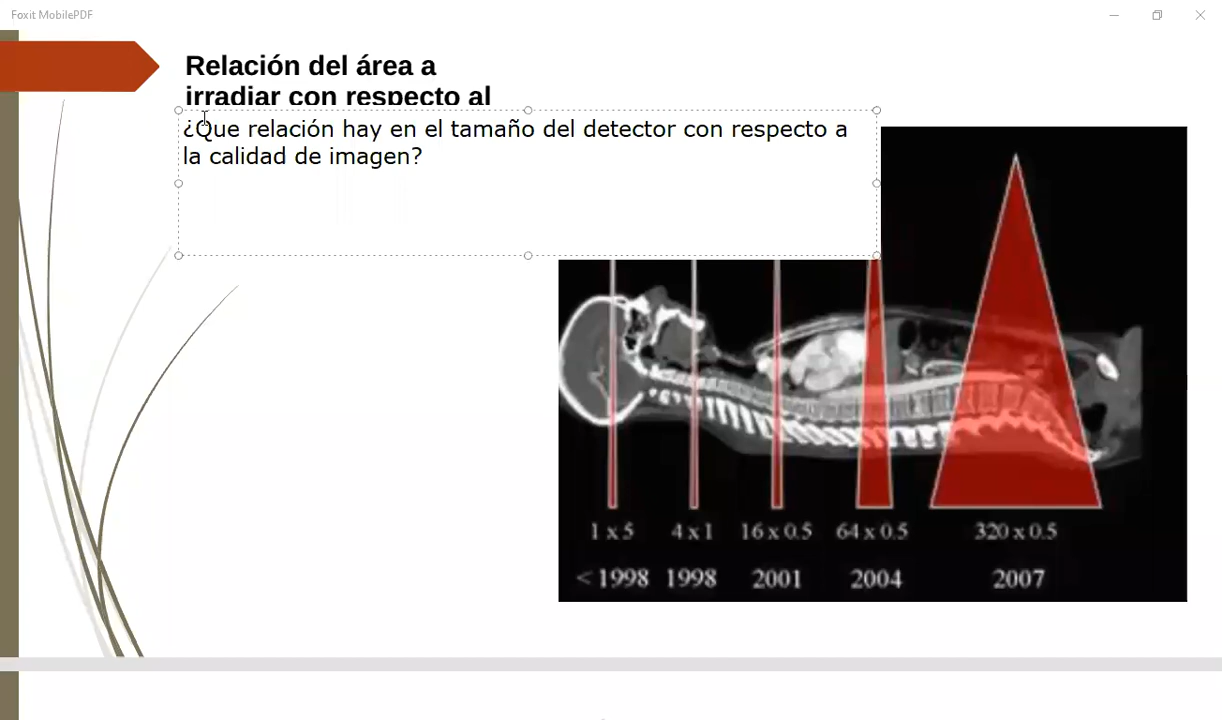 Foxit MobilePDF
Relación del área a
irradiar con respecto al
¿Que relación hay en el tamaño del detector con respecto a
la calidad de imagen?
1 x 5 4 x 1 16 x 0.5 64 x 0.5 320 x 0.5
< 1998 1998 2001 2004 2007